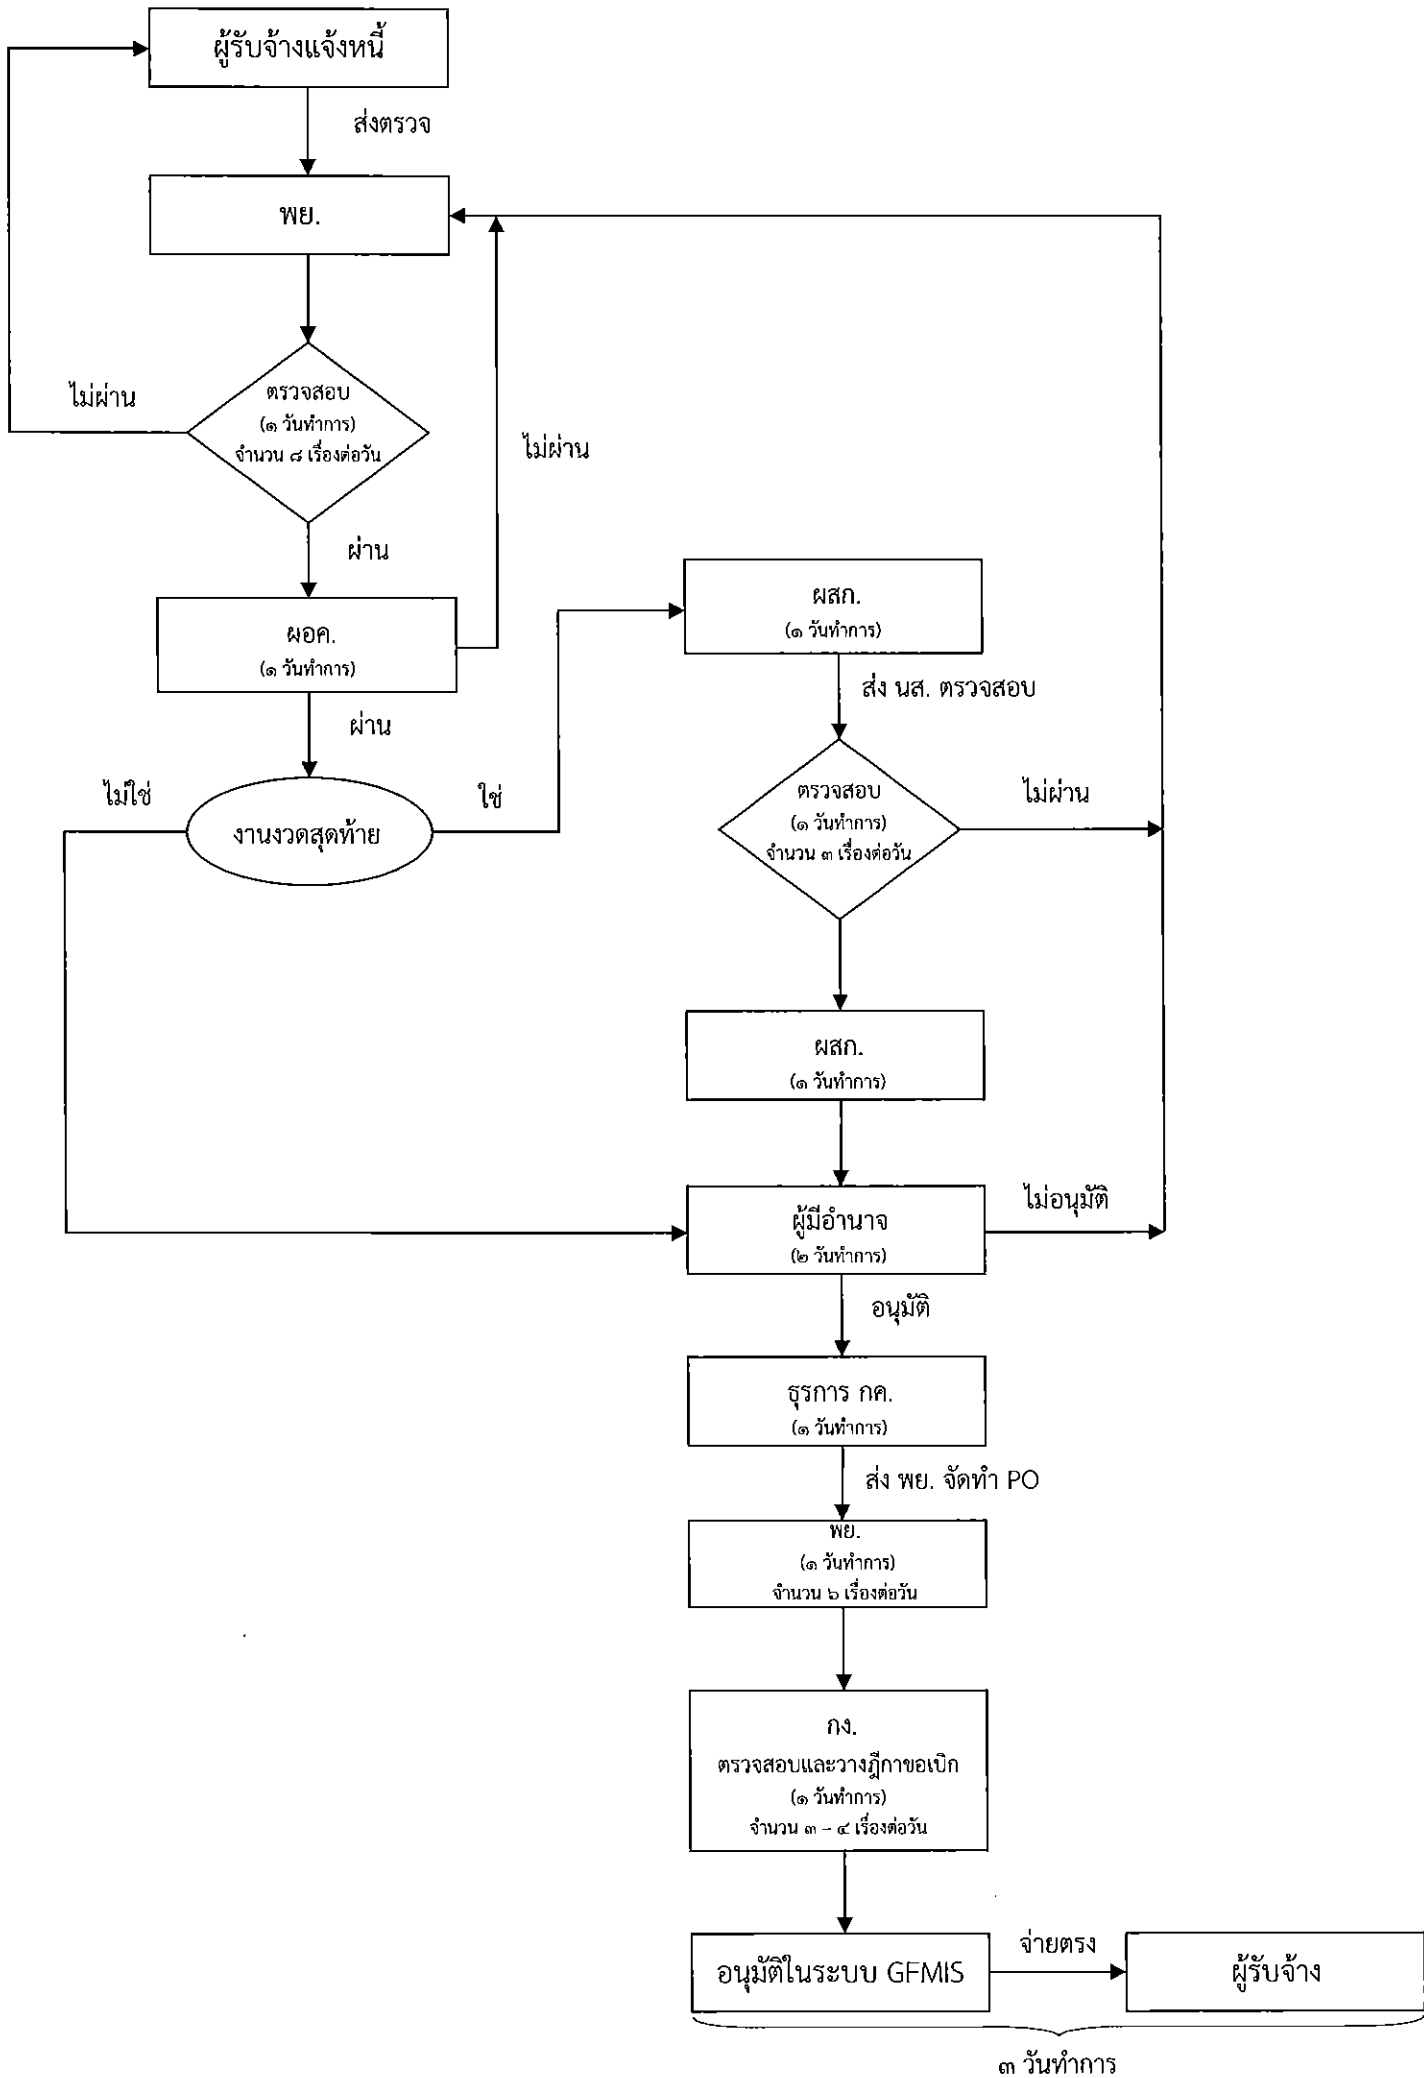 ผู้รับจ้างแจ้งหนี้
ส่งตรวจ
พย.
ไม่ผ่าน
ตรวจสอบ
(๑ วันทำการ)
จำนวน ๘ เรื่องต่อวัน
ไม่ผ่าน
ผ่าน
ผอค.
(๑ วันทำการ)
ผ่าน
ไม่ใช่
งานงวดสุดท้าย
ใช่
ผสก.
(๑ วันทำการ)
ส่ง นส. ตรวจสอบ
ตรวจสอบ
(๑ วันทำการ)
จำนวน ๓ เรื่องต่อวัน
ไม่ผ่าน
ผสก.
(๑ วันทำการ)
ผู้มีอำนาจ
(๒ วันทำการ)
ไม่อนุมัติ
อนุมัติ
ธุรการ กค.
(๑ วันทำการ)
ส่ง พย. จัดทำ PO
พย.
(๑ วันทำการ)
จำนวน ๖ เรื่องต่อวัน
กง.
ตรวจสอบและวางฎีกาขอเบิก
(๑ วันทำการ)
จำนวน ๓ – ๔ เรื่องต่อวัน
อนุมัติในระบบ GFMIS
จ่ายตรง
ผู้รับจ้าง
๓ วันทำการ